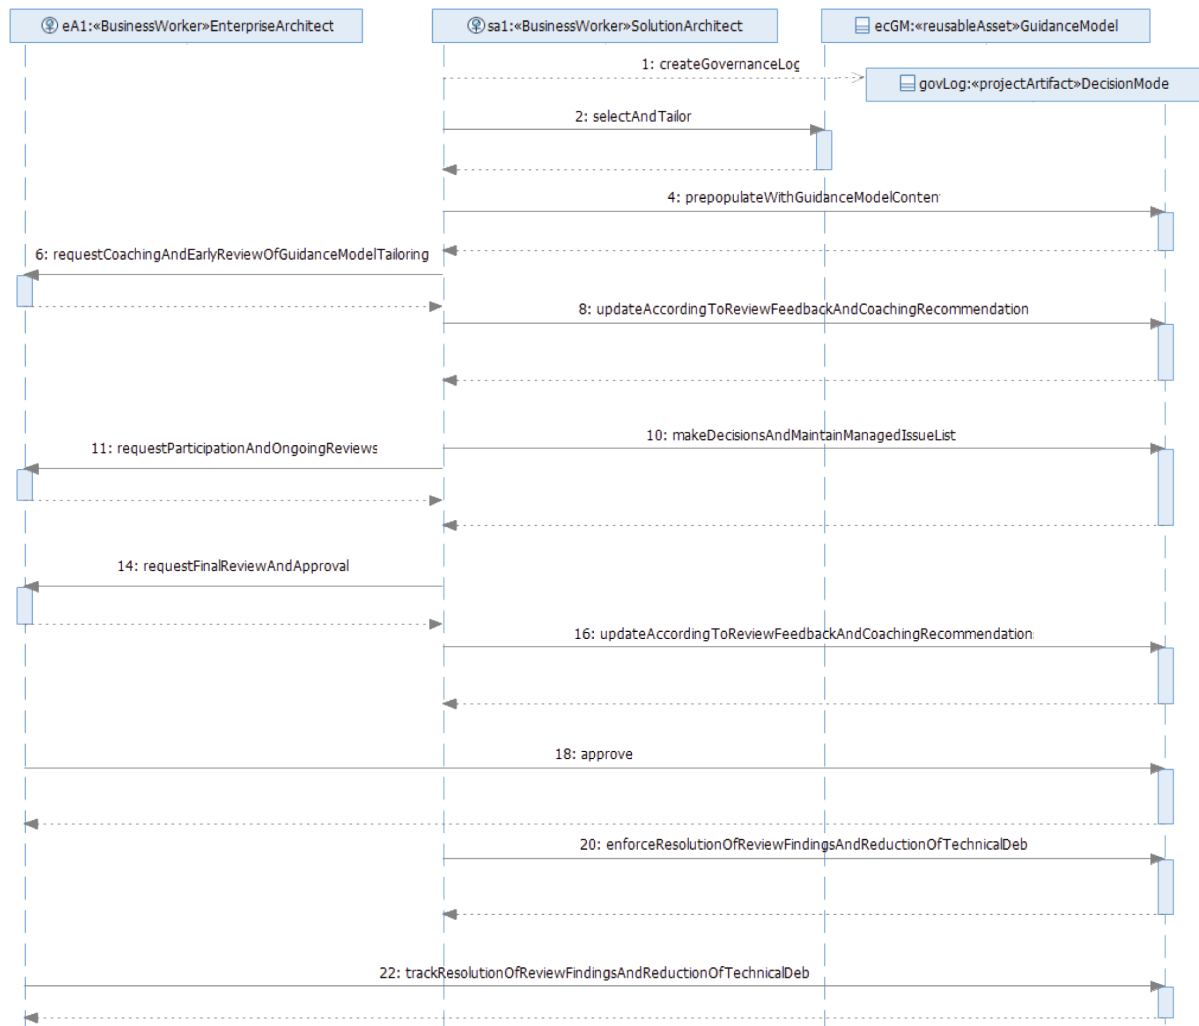 eA1:«BusinessWorker»EnterpriseArchitect
sa1:«BusinessWorker»SolutionArchitect
ecGM:«reusableAsset»GuidanceModel
1: createGovernanceLog
govLog:«projectArtifact»DecisionMode
2: selectAndTailor
4: prepopulateWithGuidanceModelConten
6: requestCoachingAndEarlyReviewOfGuidanceModelTailoring
8: updateAccordingToReviewFeedbackAndCoachingRecommendation
10: makeDecisionsAndMaintainManagedIssueList
11: requestParticipationAndOngoingReviews
14: requestFinalReviewAndApproval
16: updateAccordingToReviewFeedbackAndCoachingRecommendation
18: approve
20: enforceResolutionOfReviewFindingsAndReductionOfTechnicalDeb
22: trackResolutionOfReviewFindingsAndReductionOfTechnicalDeb